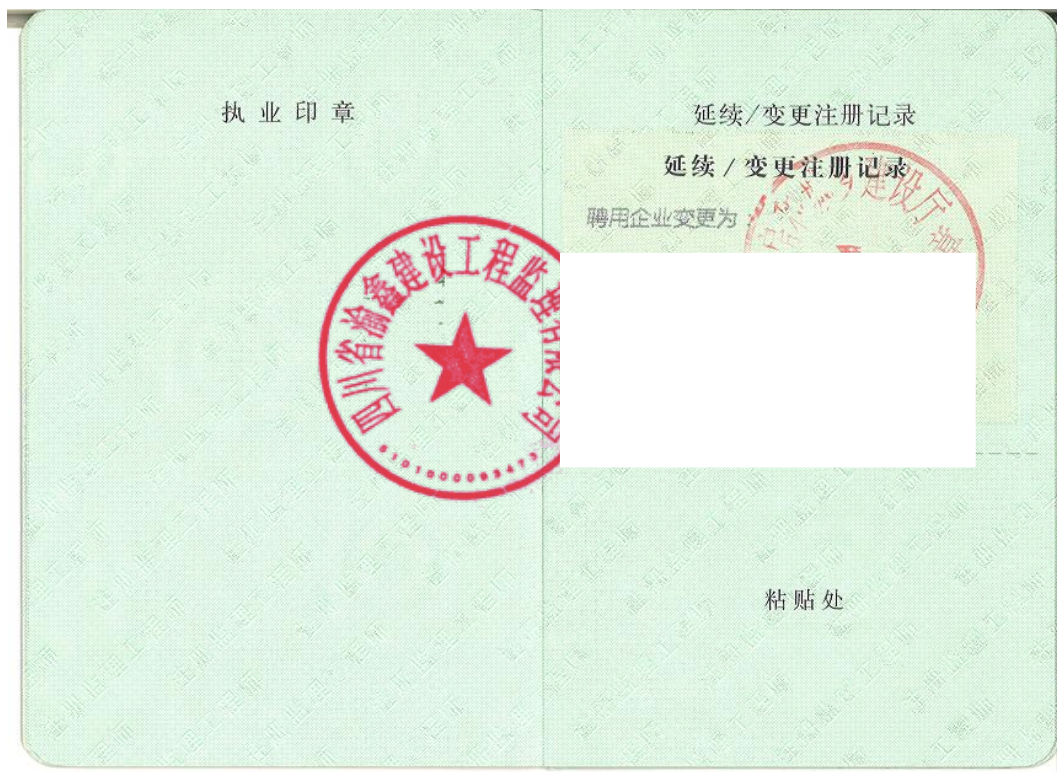 执业印章
四川省渝鑫建设工程监理有限公司
5101000093473
延续/变更注册记录
延续/变更注册记录
建设厅
聘用企业变更为
粘贴处